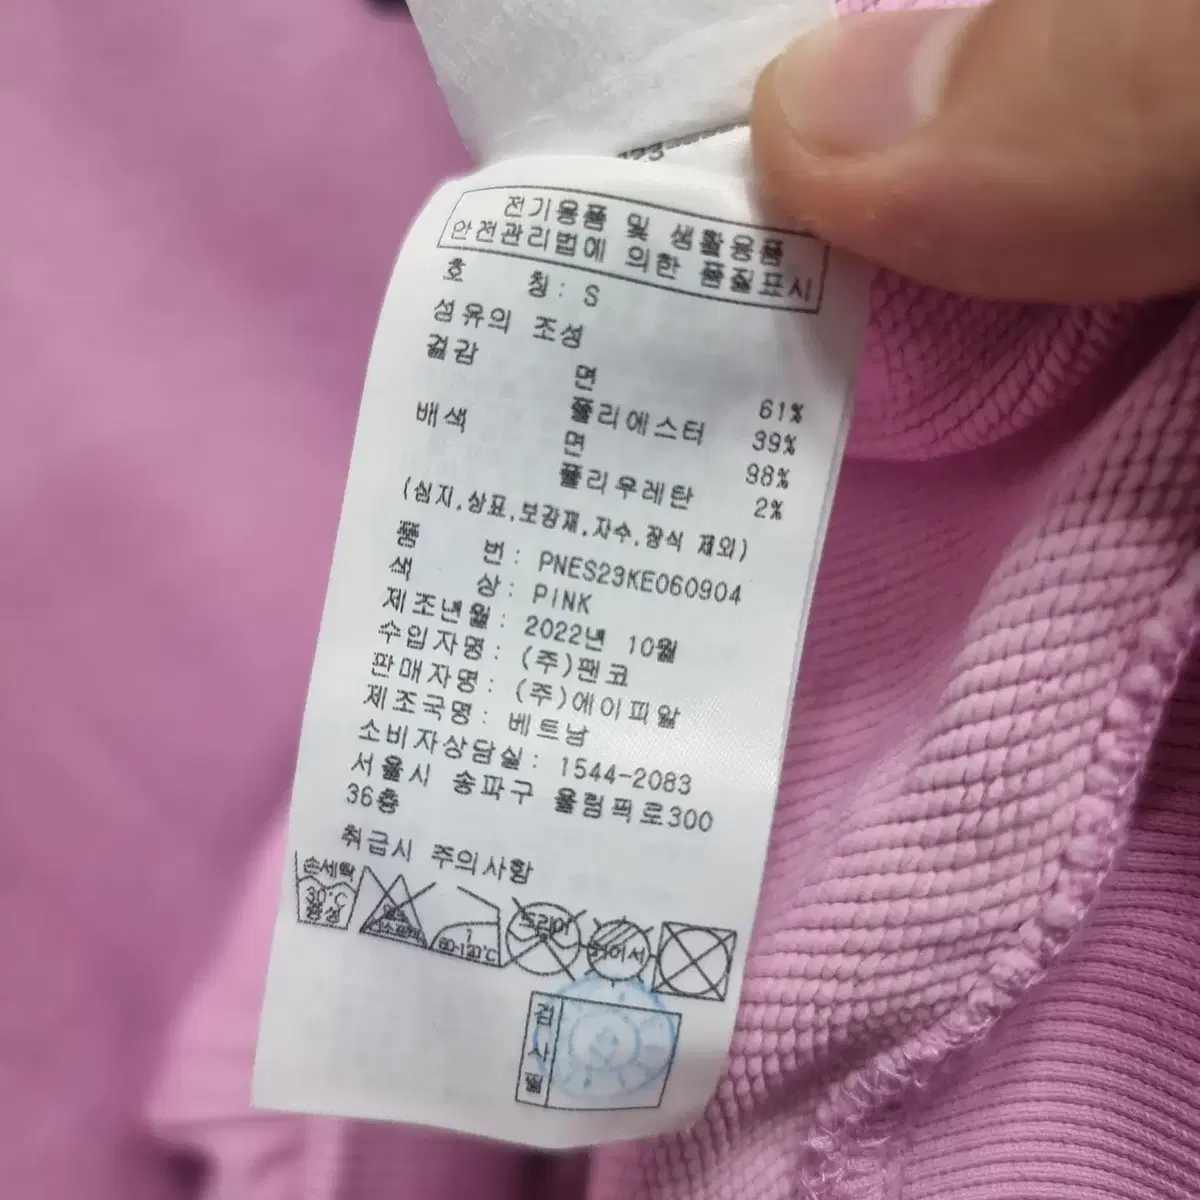 전기용품 및 생활용품
안전관리법에 의한 품질표시
호 칭: S
섬유의 조성
겉감
면 61%
폴리에스터 39%
배색 면 98%
폴리우레탄 2%
(심지,상표,보강재,자수,장식 제외)
품 번: PNES23KE060904
색 상: PINK
제조년월: 2022년 10월
수입자명: (주)팬코
판매자명: (주)에이피알
제조국명: 베트남
소비자상담실: 1544-2083
서울시 송파구 올림픽로300
36층
취급시 주의사항
손세탁 30℃ 중성
드라이
검사필